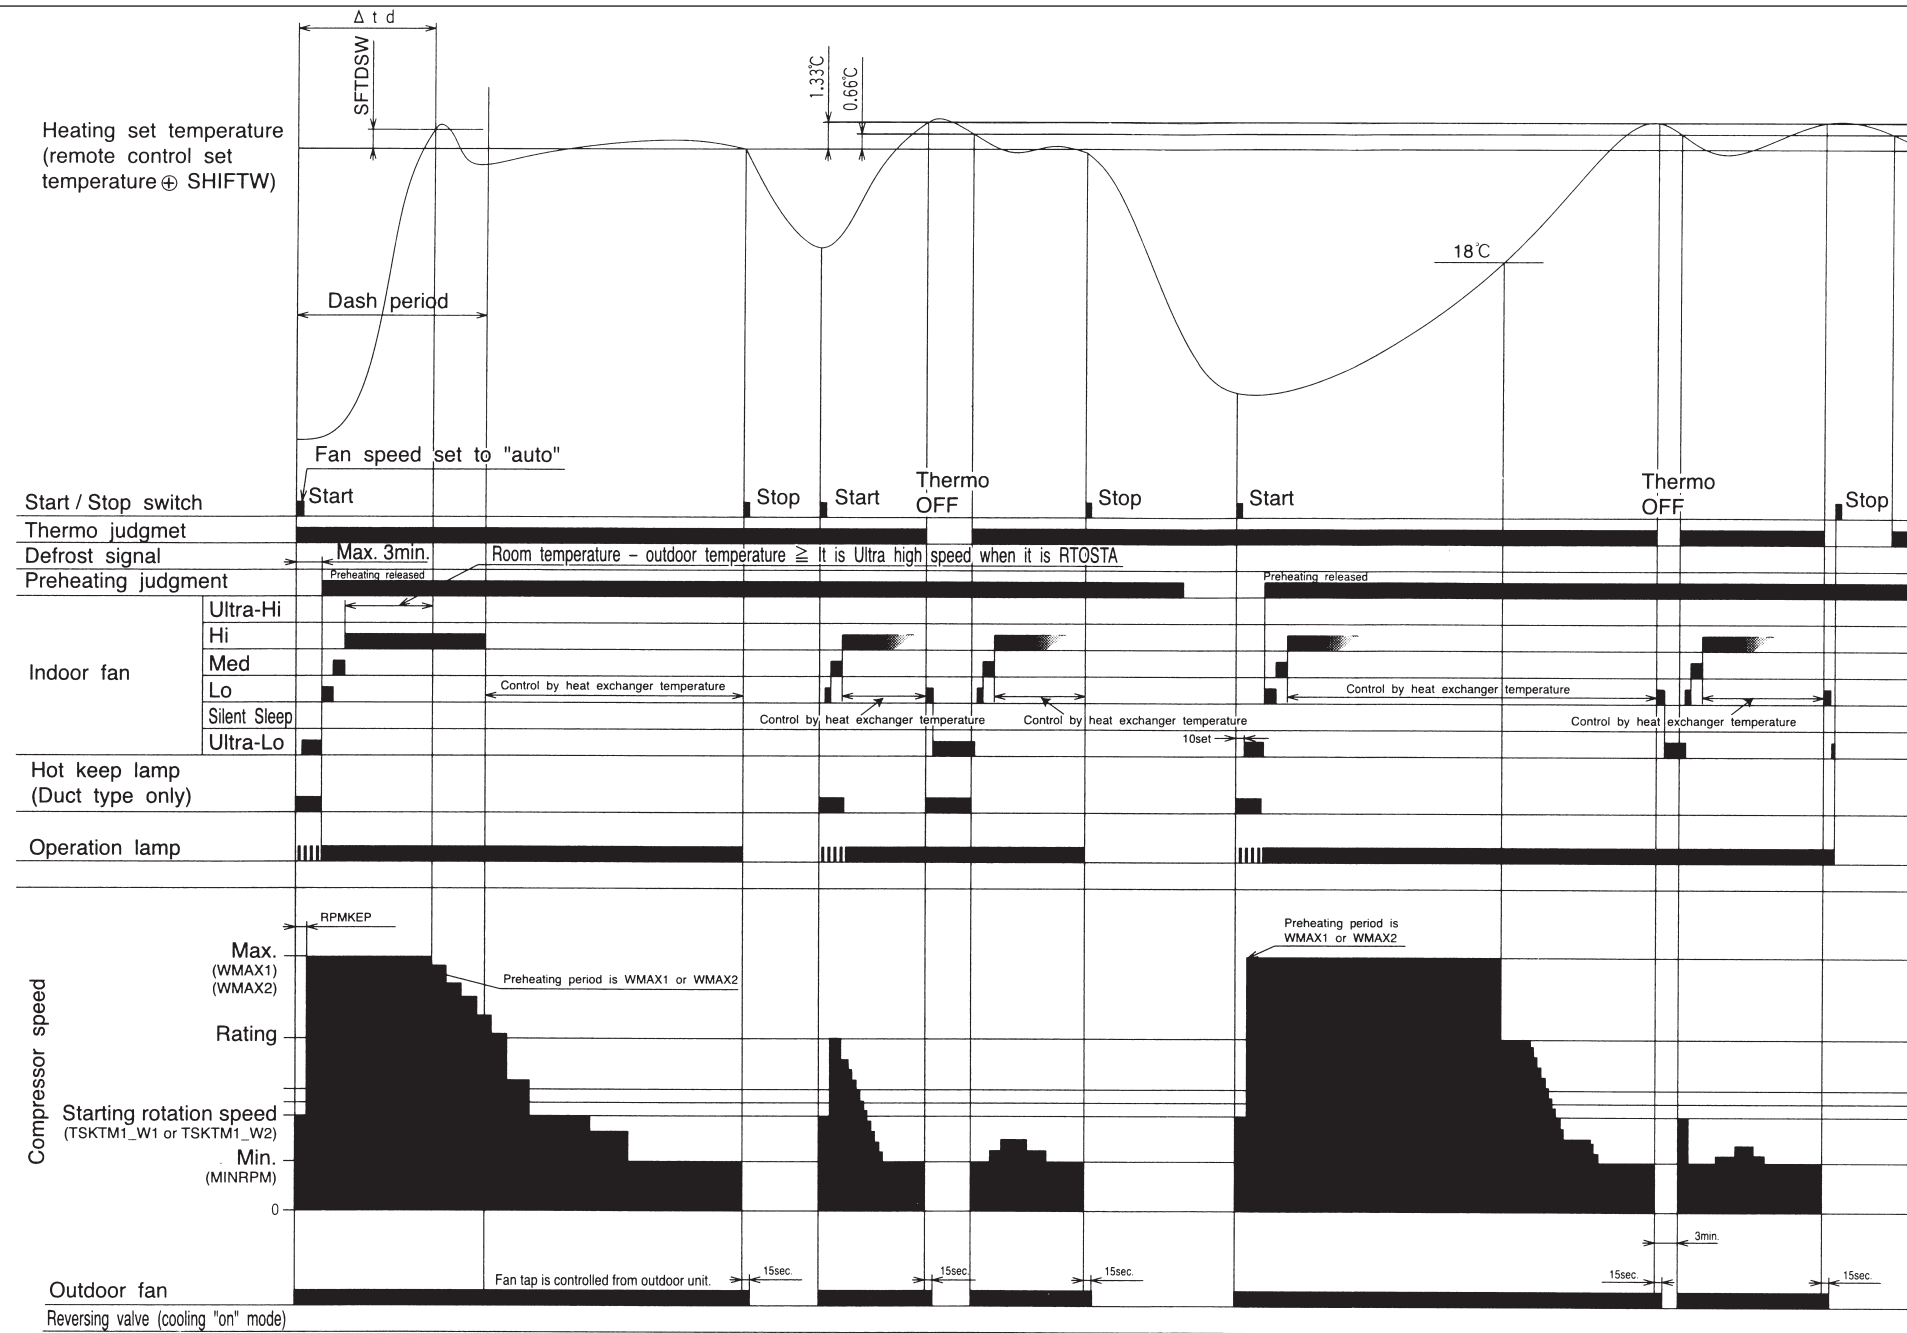 Δ t d
SFTDSW
1.33℃
0.66℃
Heating set temperature
(remote control set
temperature ⊕ SHIFTW)
18℃
Dash period
Fan speed set to "auto"
Start / Stop switch
Start
Stop
Start
Thermo
OFF
Stop
Start
Thermo
OFF
Stop
Thermo judgmet
Defrost signal
Max. 3min.
Room temperature – outdoor temperature ≧ It is Ultra high speed when it is RTOSTA
Preheating judgment
Preheating released
Preheating released
Indoor fan
Ultra-Hi
Hi
Med
Lo
Silent Sleep
Ultra-Lo
Control by heat exchanger temperature
Control by heat exchanger temperature
Control by heat exchanger temperature
Control by heat exchanger temperature
Control by heat exchanger temperature
10set
Hot keep lamp
(Duct type only)
Operation lamp
RPMKEP
Preheating period is
WMAX1 or WMAX2
Preheating period is WMAX1 or WMAX2
Compressor speed
Max.
(WMAX1)
(WMAX2)
Rating
Starting rotation speed
(TSKTM1_W1 or TSKTM1_W2)
Min.
(MINRPM)
0
3min.
Outdoor fan
Fan tap is controlled from outdoor unit.
15sec.
15sec.
15sec.
15sec.
15sec.
Reversing valve (cooling "on" mode)